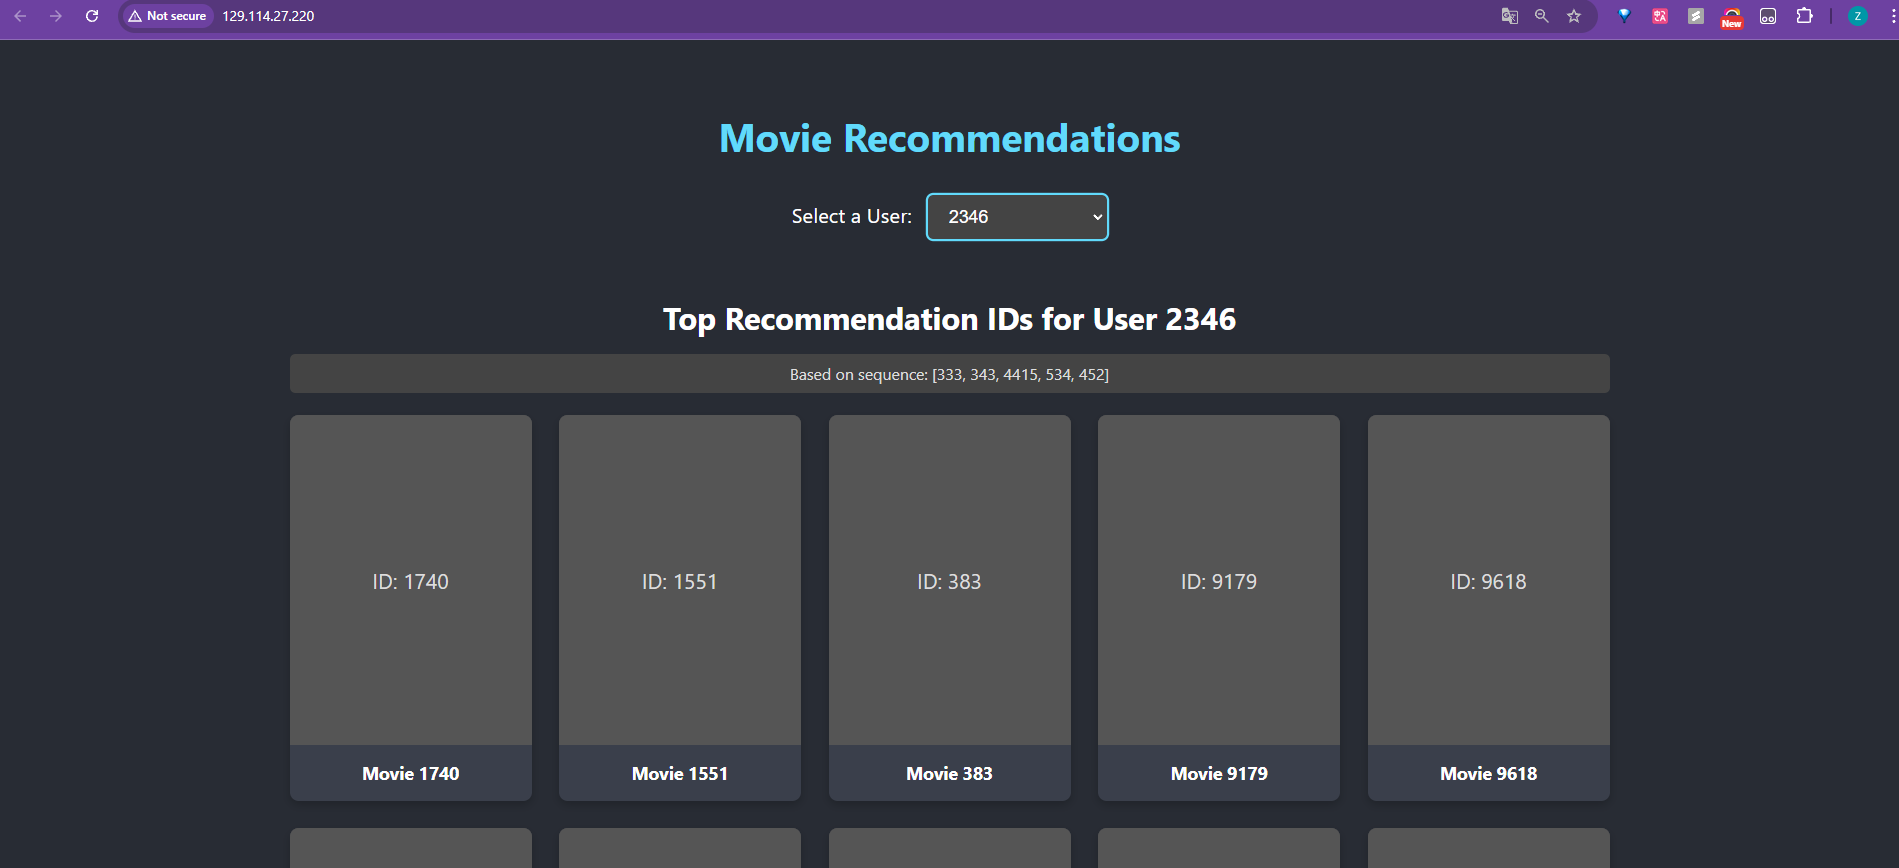 Not secure 129.114.27.220 New Z
Movie Recommendations
Select a User: 2346
Top Recommendation IDs for User 2346
Based on sequence: [333, 343, 4415, 534, 452]
ID: 1740 ID: 1551 ID: 383 ID: 9179 ID: 9618
Movie 1740 Movie 1551 Movie 383 Movie 9179 Movie 9618